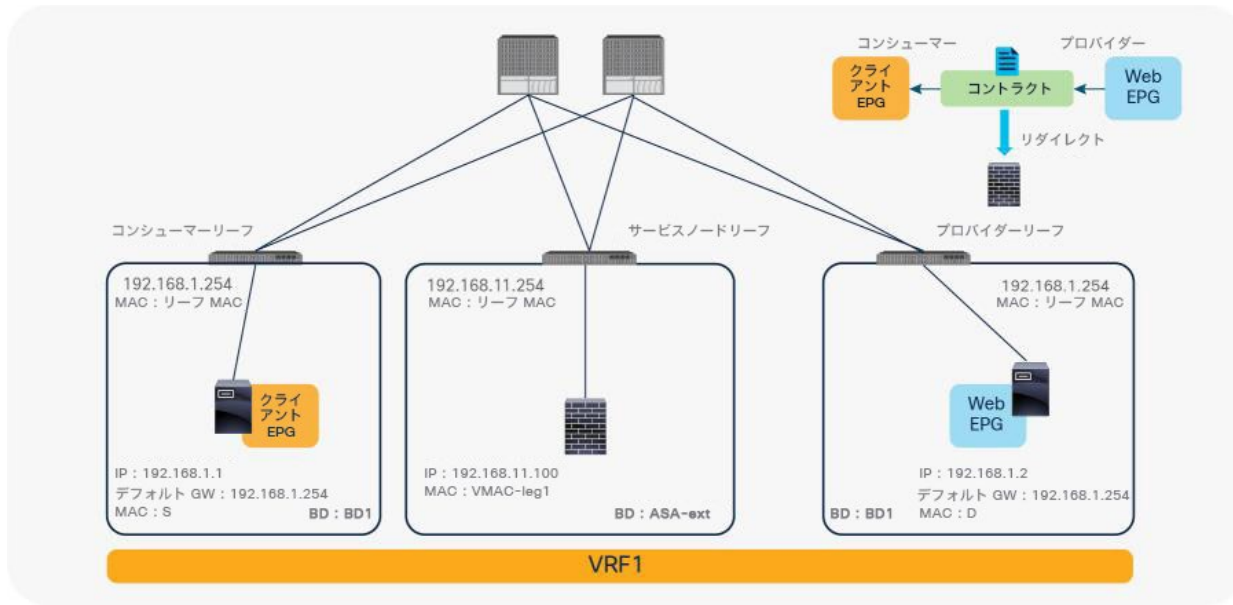 コンシューマー
プロバイダー
クライ
アント
EPG
コントラクト
Web
EPG
リダイレクト
コンシューマーリーフ
サービスノードリーフ
プロバイダーリーフ
192.168.1.254
MAC：リーフ MAC
192.168.11.254
MAC：リーフ MAC
192.168.1.254
MAC：リーフ MAC
クライ
アント
EPG
Web
EPG
IP：192.168.1.1
デフォルト GW：192.168.1.254
MAC：S
BD：BD1
IP：192.168.11.100
MAC：VMAC-leg1
BD：ASA-ext
IP：192.168.1.2
デフォルト GW：192.168.1.254
BD：BD1
MAC：D
VRF1